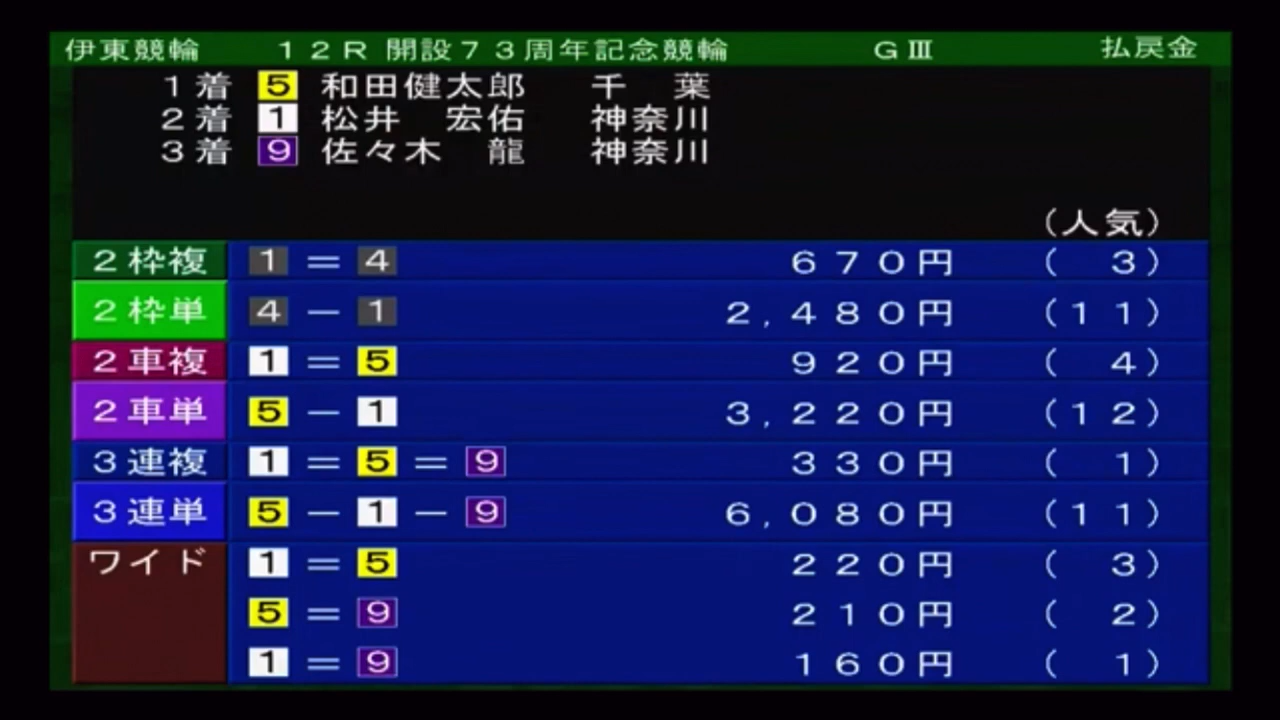 伊東競輪 12R 開設73周年記念競輪 GⅢ 払戻金
1着 5 和田健太郎 千 葉
2着 1 松井 宏佑 神奈川
3着 9 佐々木 龍 神奈川
(人気)
2枠複 1 = 4 670円 ( 3)
2枠単 4 - 1 2,480円 (11)
2車複 1 = 5 920円 ( 4)
2車単 5 - 1 3,220円 (12)
3連複 1 = 5 = 9 330円 ( 1)
3連単 5 - 1 - 9 6,080円 (11)
ワイド 1 = 5 220円 ( 3)
5 = 9 210円 ( 2)
1 = 9 160円 ( 1)